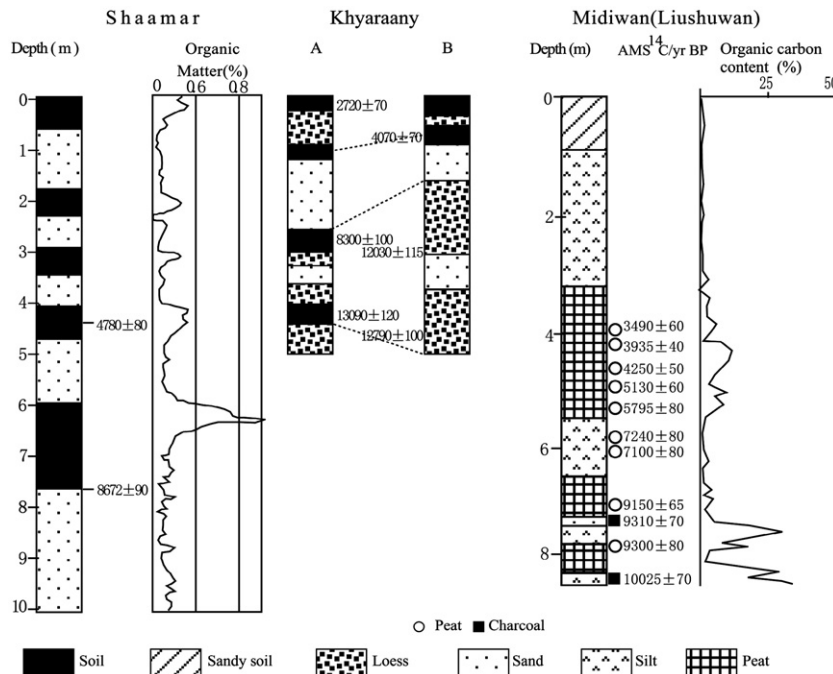 Shaamar Khyaraany Midiwan(Liushuwan)
Depth(m) Organic Matter(%) A B Depth(m) AMS 14C/yr BP Organic carbon content (%)
0 0.6 0.8 25 50
0 2720±70 0
4070±70
1
2 2
8300±100
3 12030±115
4 13090±120 4 3490±60
4780±80 12790±100 3935±40
5 4250±50
5130±60
6 5795±80
6 7240±80
7 7100±80
8672±90 9150±65
8 9310±70
8 9300±80
9 10025±70
10
Peat Charcoal
Soil Sandy soil Loess Sand Silt Peat